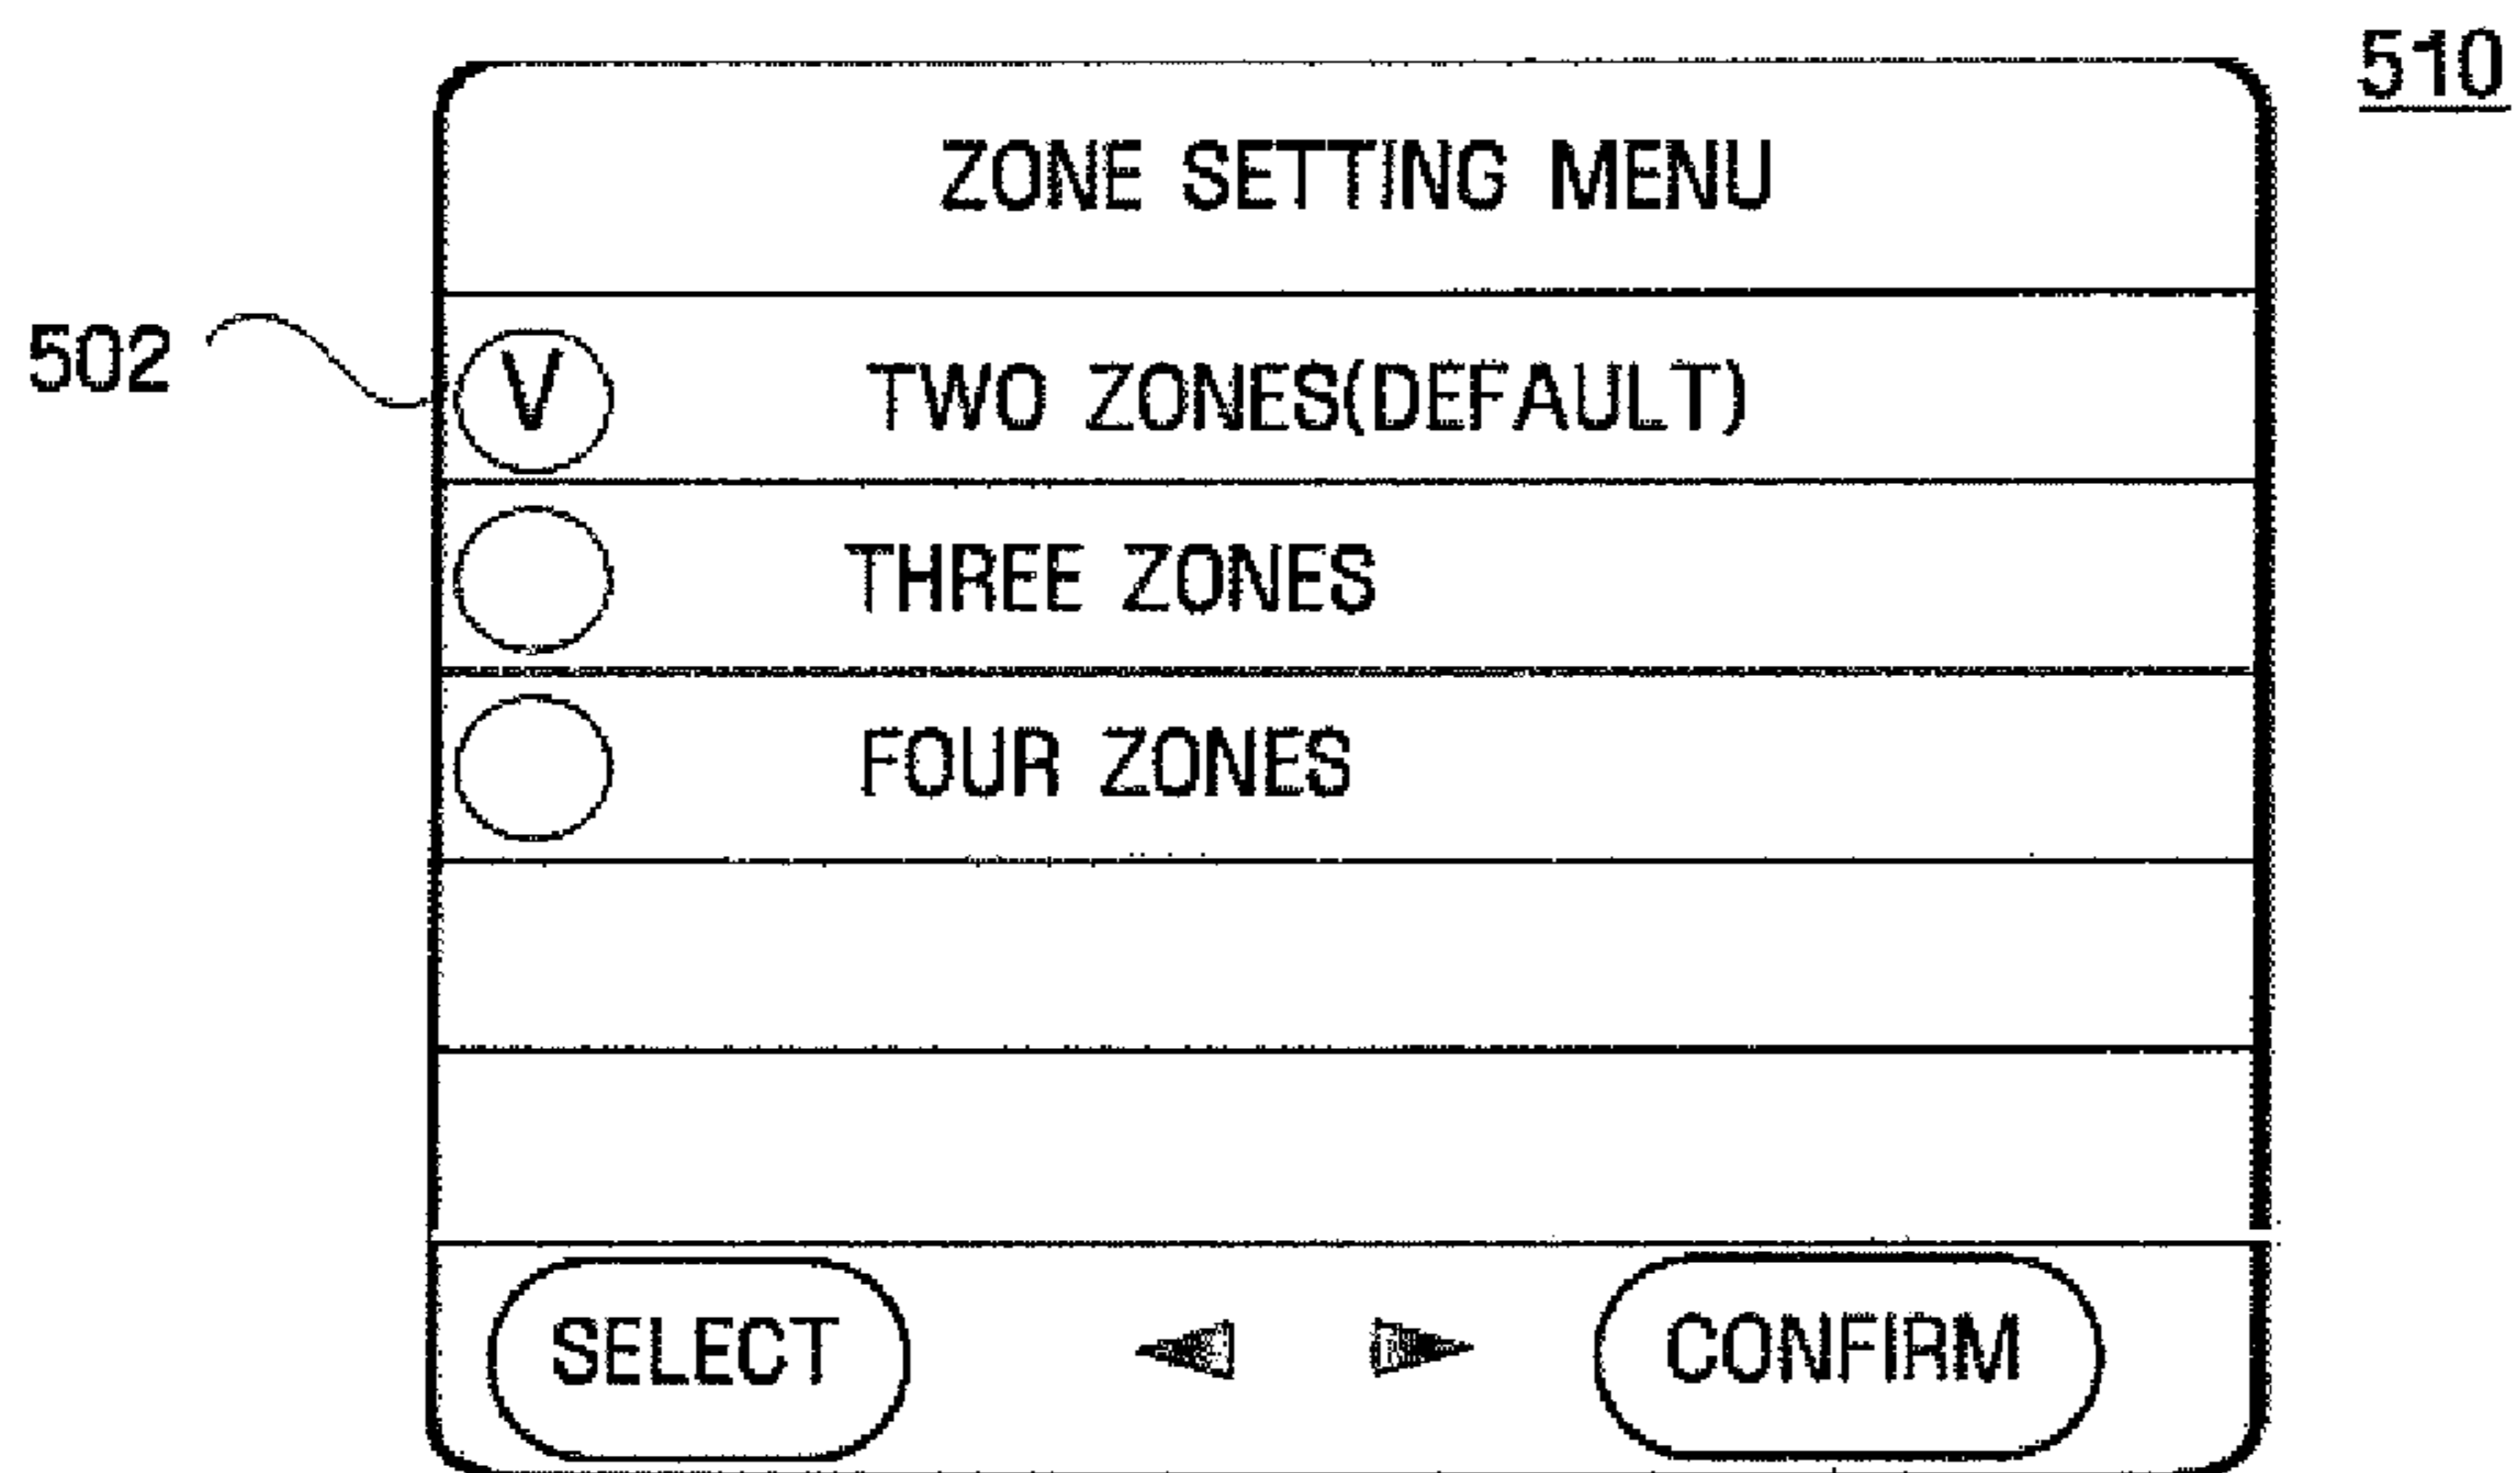 510
ZONE SETTING MENU
502 V TWO ZONES(DEFAULT)
THREE ZONES
FOUR ZONES
SELECT CONFIRM